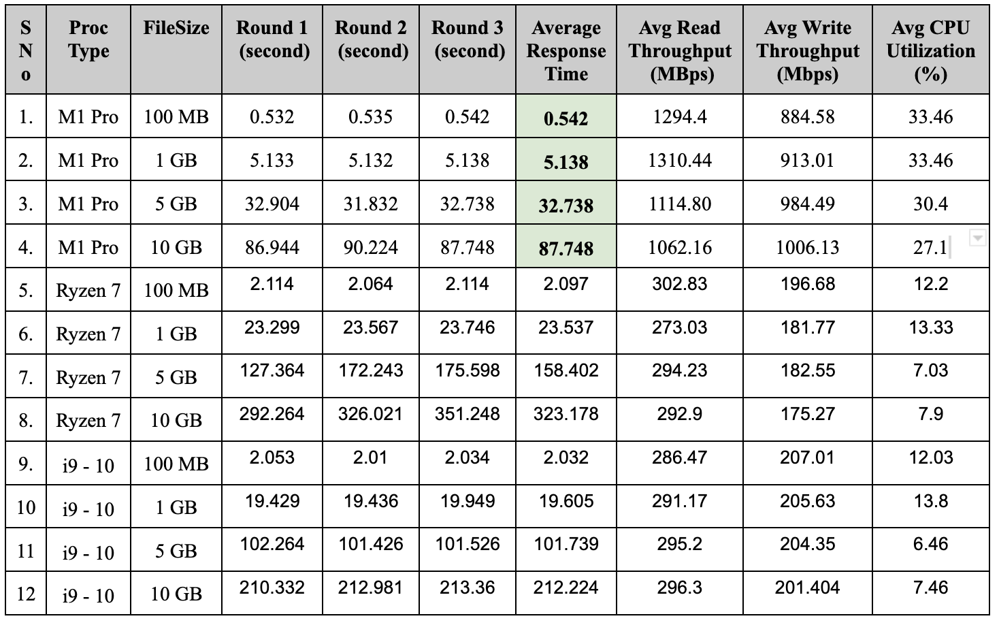 S N o Proc Type FileSize Round 1 (second) Round 2 (second) Round 3 (second) Average Response Time Avg Read Throughput (MBps) Avg Write Throughput (Mbps) Avg CPU Utilization (%)
1. M1 Pro 100 MB 0.532 0.535 0.542 0.542 1294.4 884.58 33.46
2. M1 Pro 1 GB 5.133 5.132 5.138 5.138 1310.44 913.01 33.46
3. M1 Pro 5 GB 32.904 31.832 32.738 32.738 1114.80 984.49 30.4
4. M1 Pro 10 GB 86.944 90.224 87.748 87.748 1062.16 1006.13 27.1
5. Ryzen 7 100 MB 2.114 2.064 2.114 2.097 302.83 196.68 12.2
6. Ryzen 7 1 GB 23.299 23.567 23.746 23.537 273.03 181.77 13.33
7. Ryzen 7 5 GB 127.364 172.243 175.598 158.402 294.23 182.55 7.03
8. Ryzen 7 10 GB 292.264 326.021 351.248 323.178 292.9 175.27 7.9
9. i9 - 10 100 MB 2.053 2.01 2.034 2.032 286.47 207.01 12.03
10 i9 - 10 1 GB 19.429 19.436 19.949 19.605 291.17 205.63 13.8
11 i9 - 10 5 GB 102.264 101.426 101.526 101.739 295.2 204.35 6.46
12 i9 - 10 10 GB 210.332 212.981 213.36 212.224 296.3 201.404 7.46